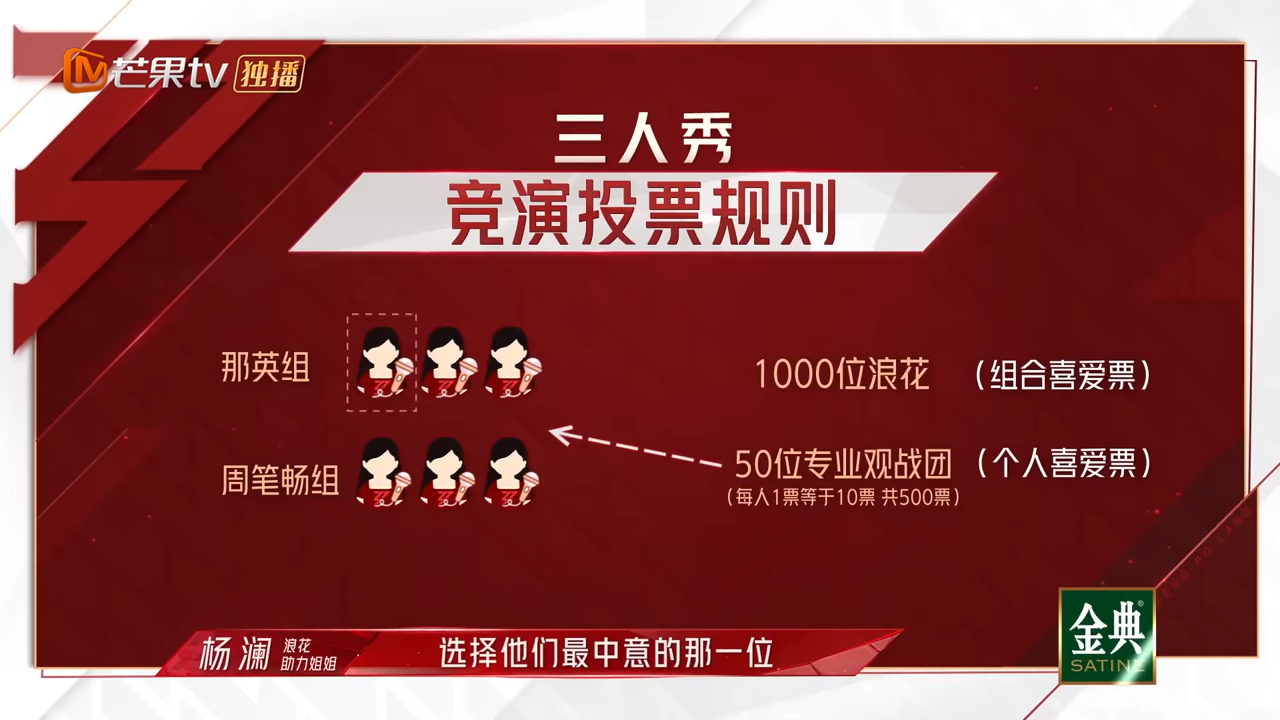 芒果tv 独播
三人秀
竞演投票规则
那英组
1000位浪花 （组合喜爱票）
周笔畅组
50位专业观战团 （个人喜爱票）
（每人1票等于10票 共500票）
杨澜 浪花
助力姐姐
选择他们最中意的那一位
金典®
SATINE